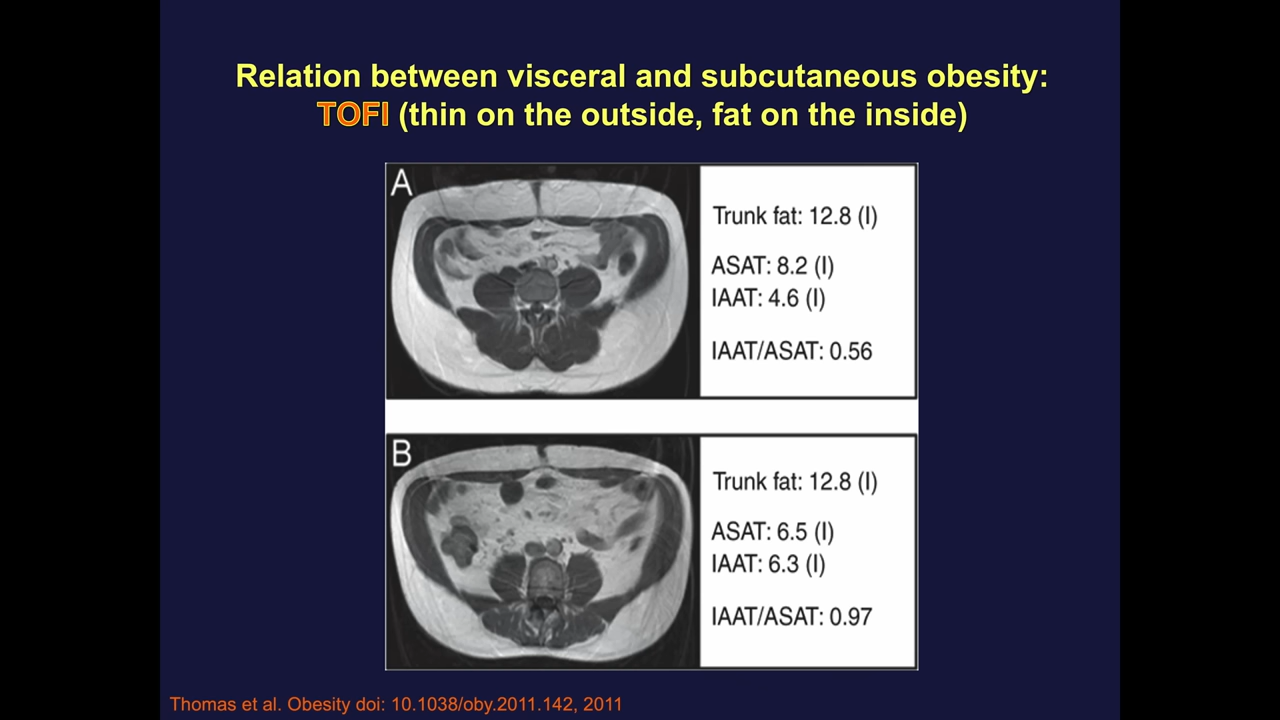 Relation between visceral and subcutaneous obesity:
TOFI (thin on the outside, fat on the inside)
A
Trunk fat: 12.8 (l)
ASAT: 8.2 (l)
IAAT: 4.6 (l)
IAAT/ASAT: 0.56
B
Trunk fat: 12.8 (l)
ASAT: 6.5 (l)
IAAT: 6.3 (l)
IAAT/ASAT: 0.97
Thomas et al. Obesity doi: 10.1038/oby.2011.142, 2011